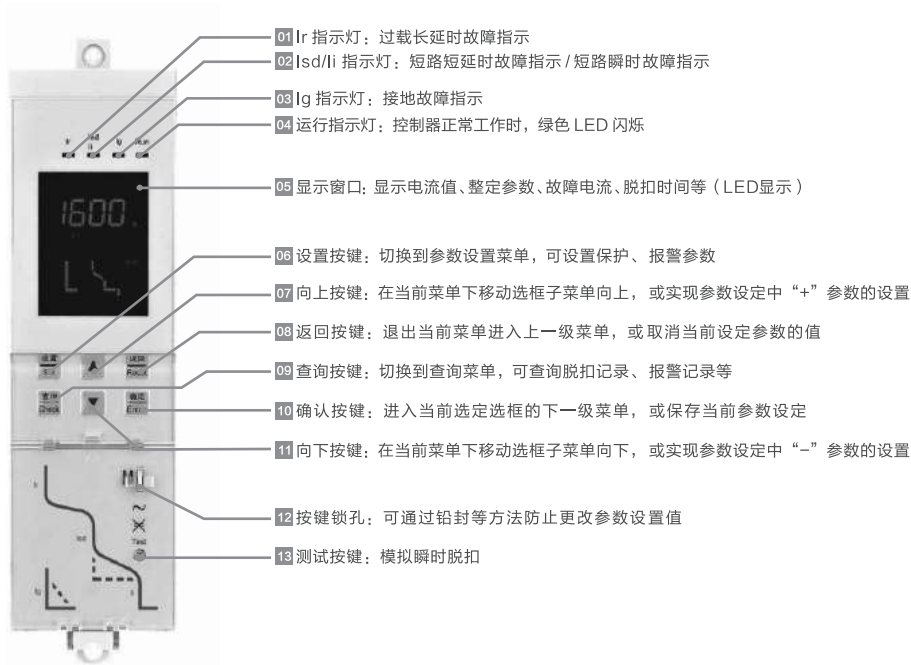 01 Ir 指示灯：过载长延时故障指示
02 Isd/Ii 指示灯：短路短延时故障指示 / 短路瞬时故障指示
03 Ig 指示灯：接地故障指示
04 运行指示灯：控制器正常工作时，绿色 LED 闪烁
05 显示窗口：显示电流值、整定参数、故障电流、脱扣时间等（LED显示）
1600
06 设置按键：切换到参数设置菜单，可设置保护、报警参数
07 向上按键：在当前菜单下移动选框子菜单向上，或实现参数设定中“+”参数的设置
08 返回按键：退出当前菜单进入上一级菜单，或取消当前设定参数的值
09 查询按键：切换到查询菜单，可查询脱扣记录、报警记录等
10 确认按键：进入当前选定选框的下一级菜单，或保存当前参数设定
11 向下按键：在当前菜单下移动选框子菜单向下，或实现参数设定中“-”参数的设置
Check
12 按键锁孔：可通过铅封等方法防止更改参数设置值
Test
13 测试按键：模拟瞬时脱扣